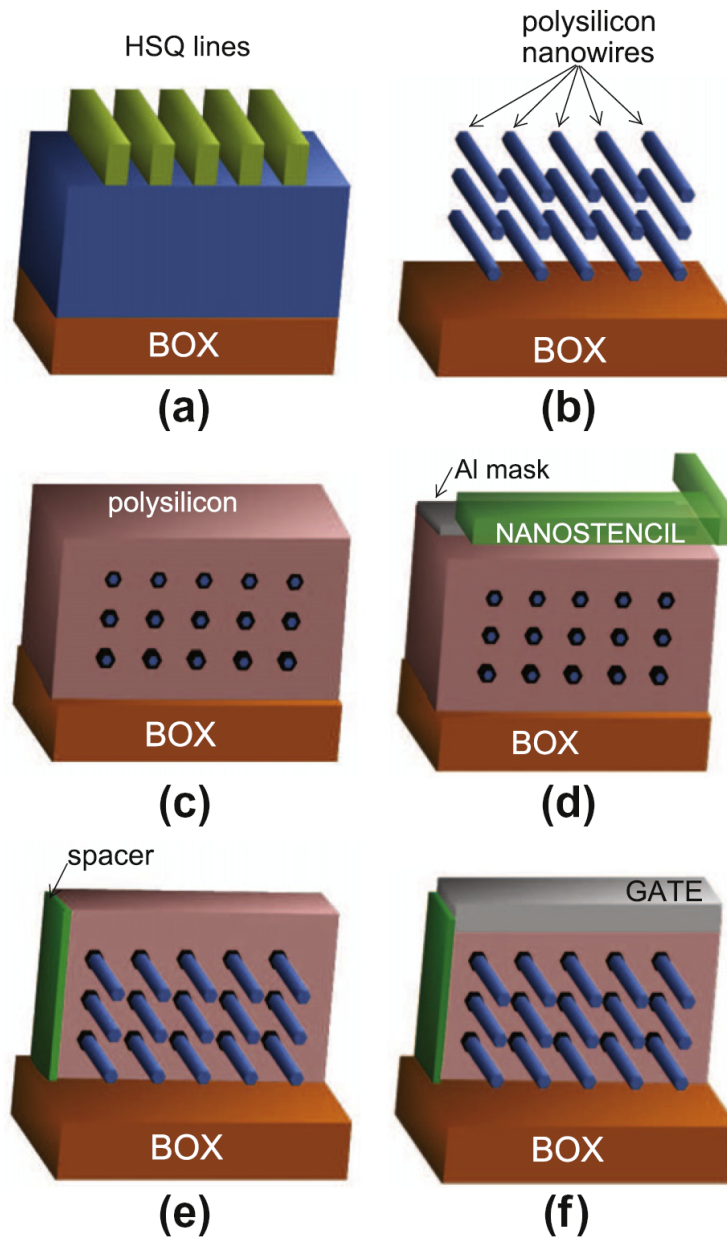 HSQ lines
BOX
(a)
polysilicon
nanowires
BOX
(b)
polysilicon
BOX
(c)
Al mask
NANOSTENCIL
BOX
(d)
spacer
BOX
(e)
GATE
BOX
(f)